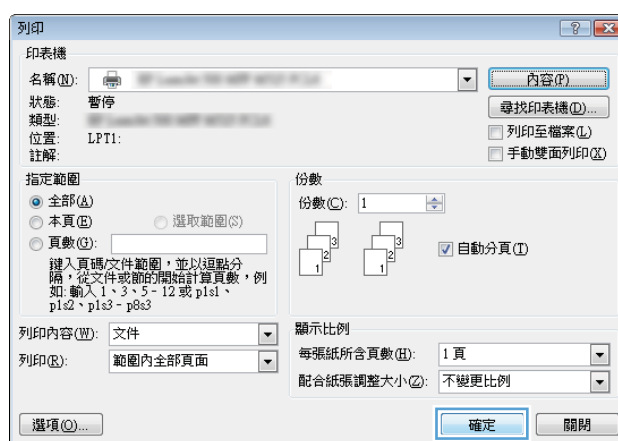 列印
印表機
名稱(N):
內容(P)
狀態: 暫停
尋找印表機(D)...
類型:
位置: LPT1:
列印至檔案(L)
註解:
手動雙面列印(X)
指定範圍
全部(A)
本頁(E) 選取範圍(S)
頁數(G):
鍵入頁碼/文件範圍，並以逗點分
隔，從文件或節的開始計算頁數，例
如: 輸入 1、3、5-12 或 p1s1、
p1s2、p1s3-p8s3
份數
份數(C): 1
3 3
2 2
1 1
自動分頁(T)
列印內容(W): 文件
列印(R): 範圍內全部頁面
顯示比例
每張紙所含頁數(H): 1 頁
配合紙張調整大小(Z): 不變更比例
選項(O)...
確定
關閉